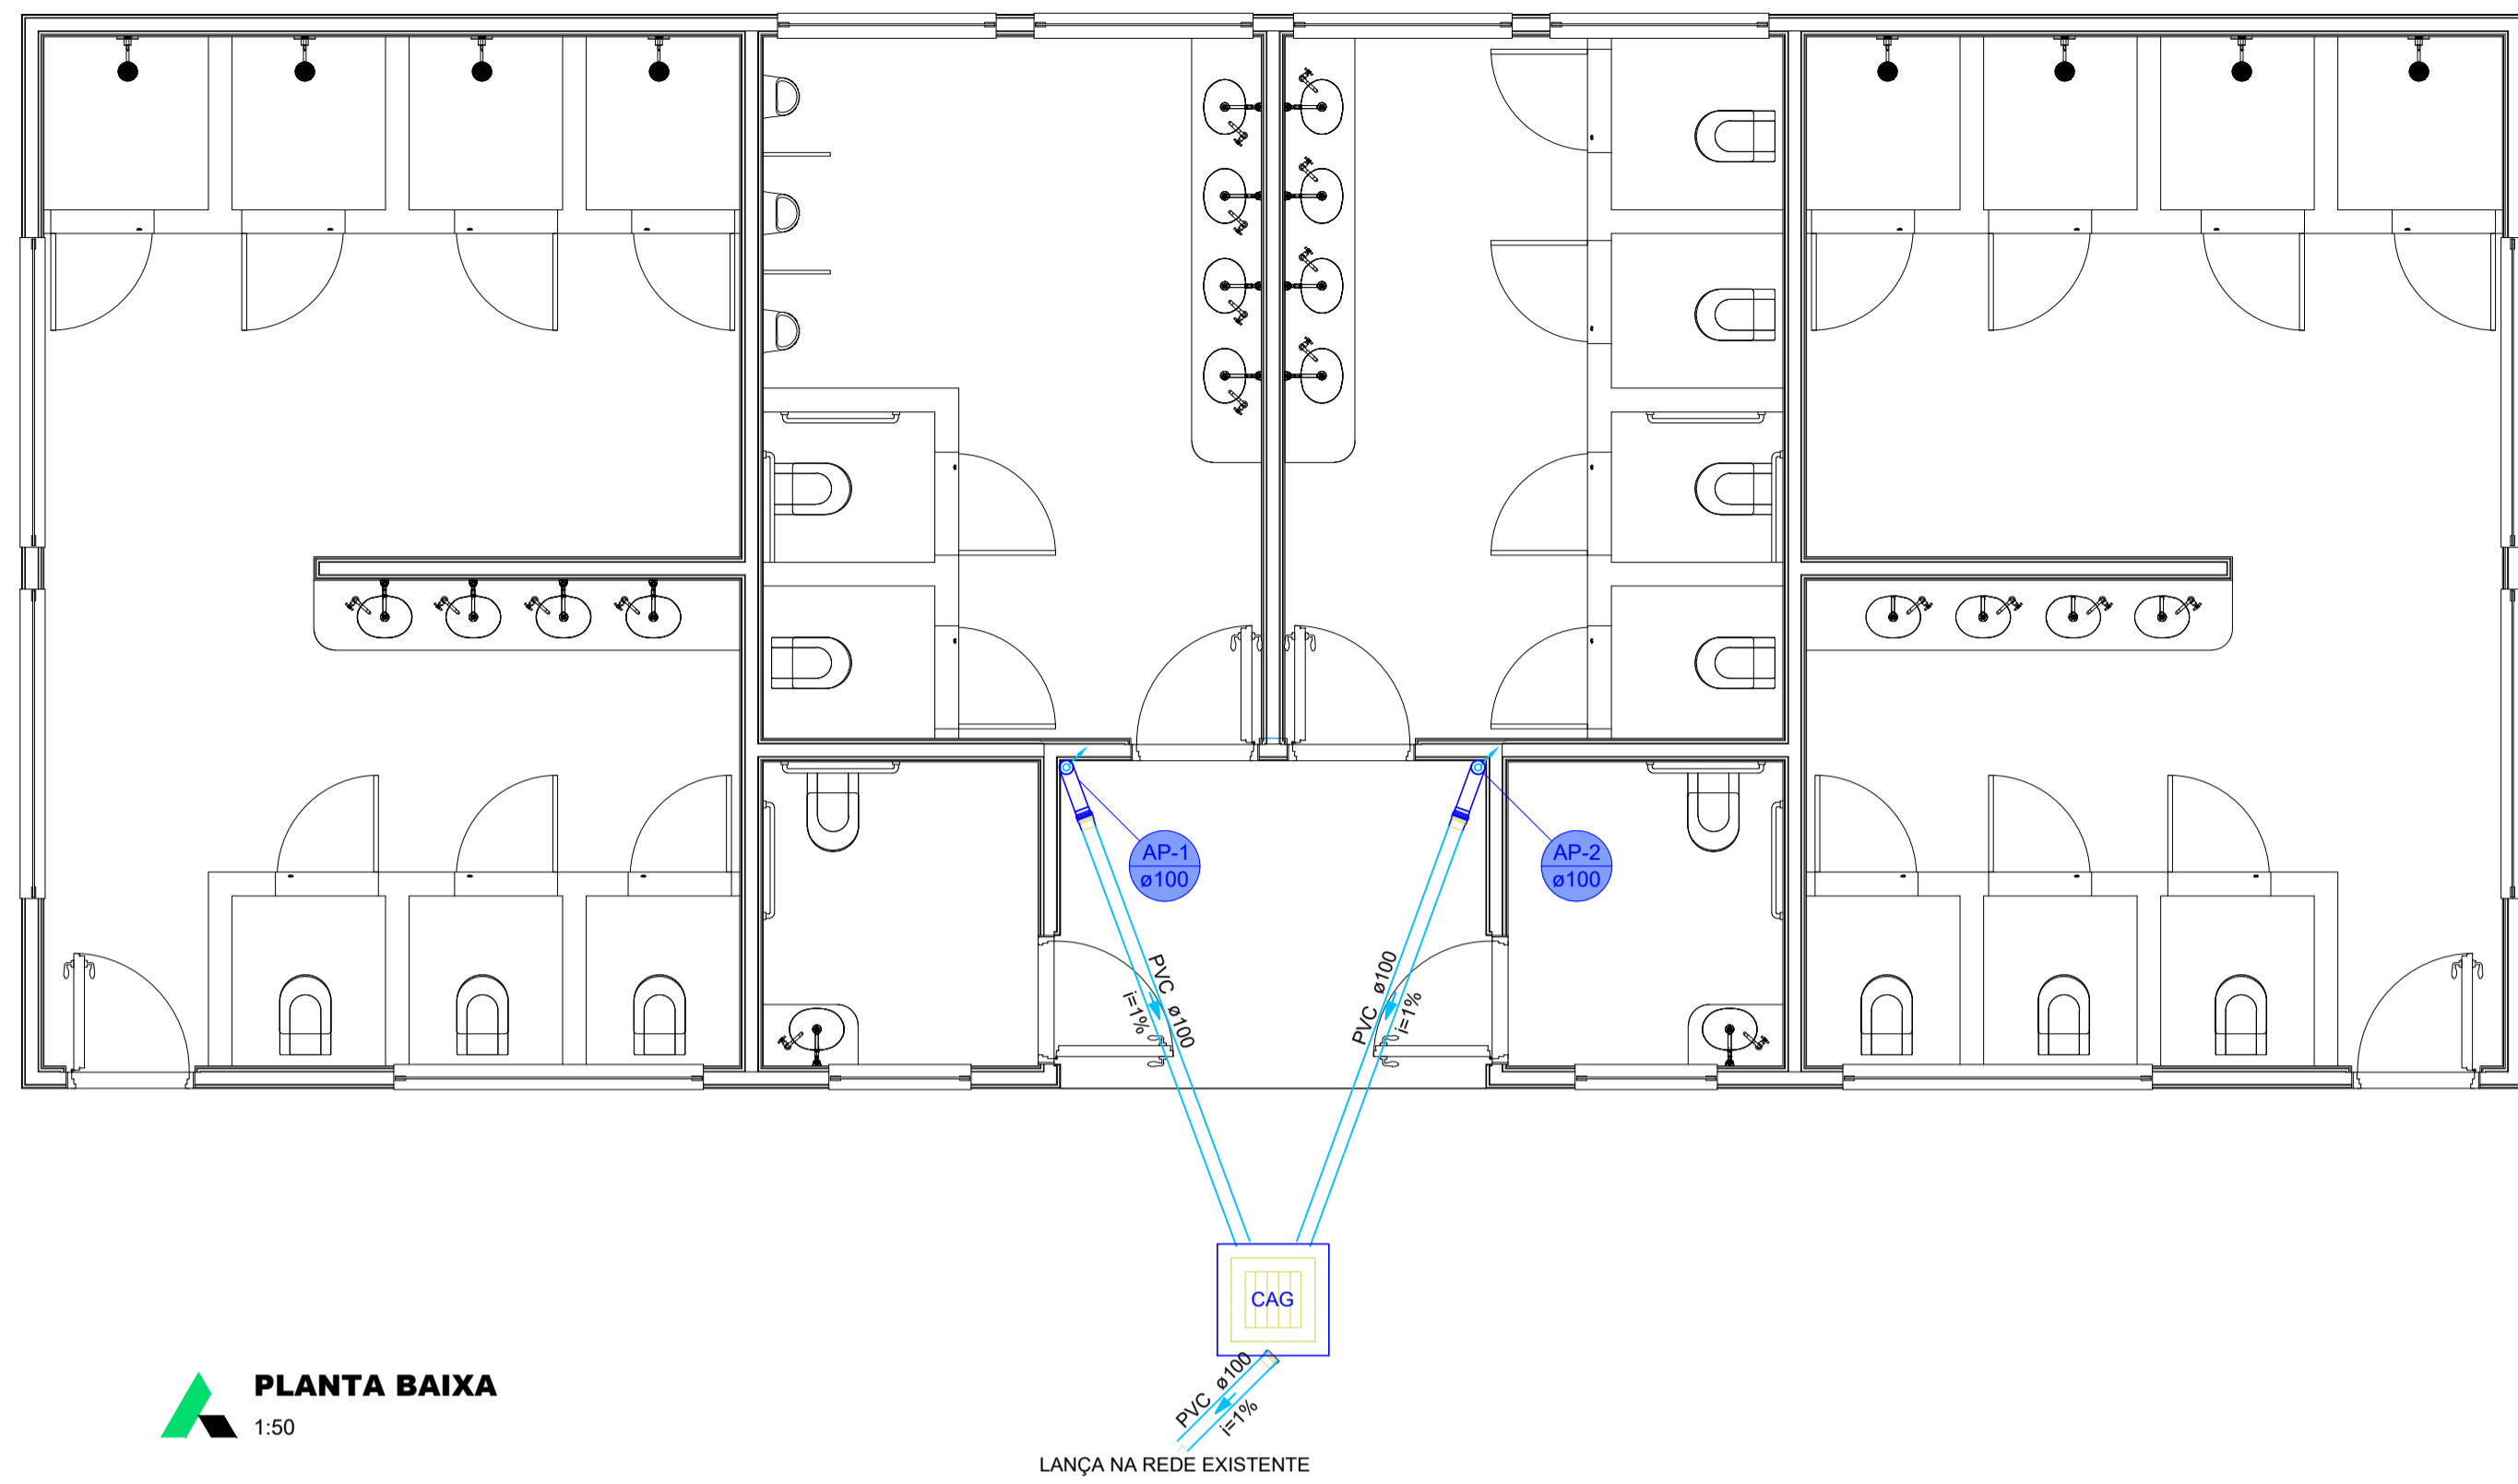 AP-1
ø100
AP-2
ø100
PVC ø100
i=1%
PVC ø100
i=1%
CAG
PVC ø100
i=1%
LANÇA NA REDE EXISTENTE
PLANTA BAIXA
1:50